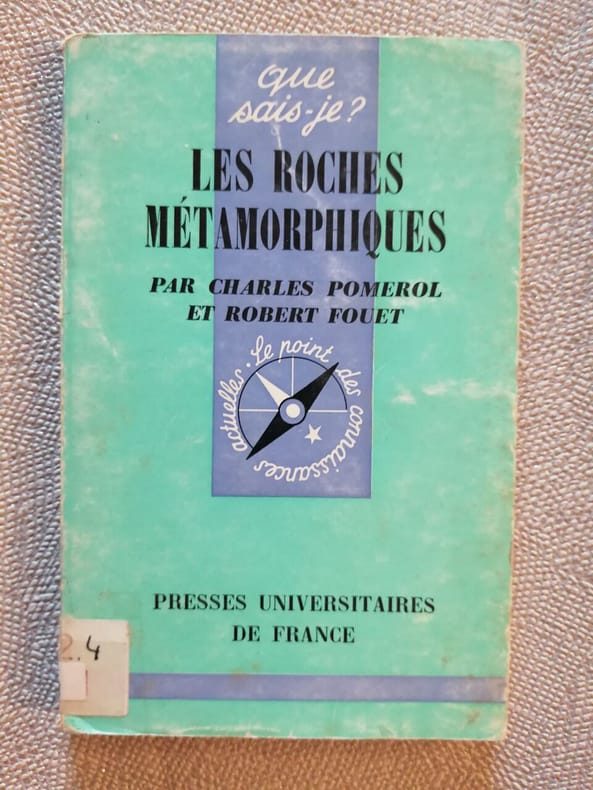 que
sais-je?
LES ROCHES
MÉTAMORPHIQUES
PAR CHARLES POMEROL
ET ROBERT FOUET
Le point des connaissances actuelles.
PRESSES UNIVERSITAIRES
DE FRANCE
2.4